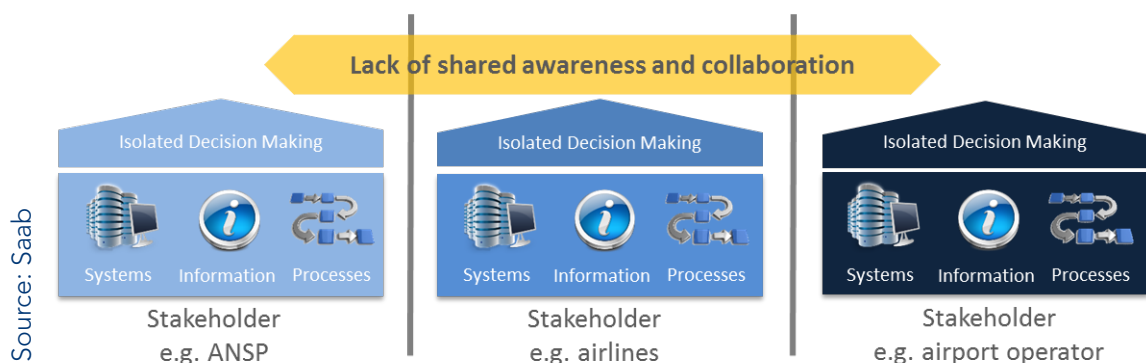 Lack of shared awareness and collaboration
Isolated Decision Making
Systems Information Processes
Stakeholder
e.g. ANSP
Isolated Decision Making
Systems Information Processes
Stakeholder
e.g. airlines
Isolated Decision Making
Systems Information Processes
Stakeholder
e.g. airport operator
Source: Saab